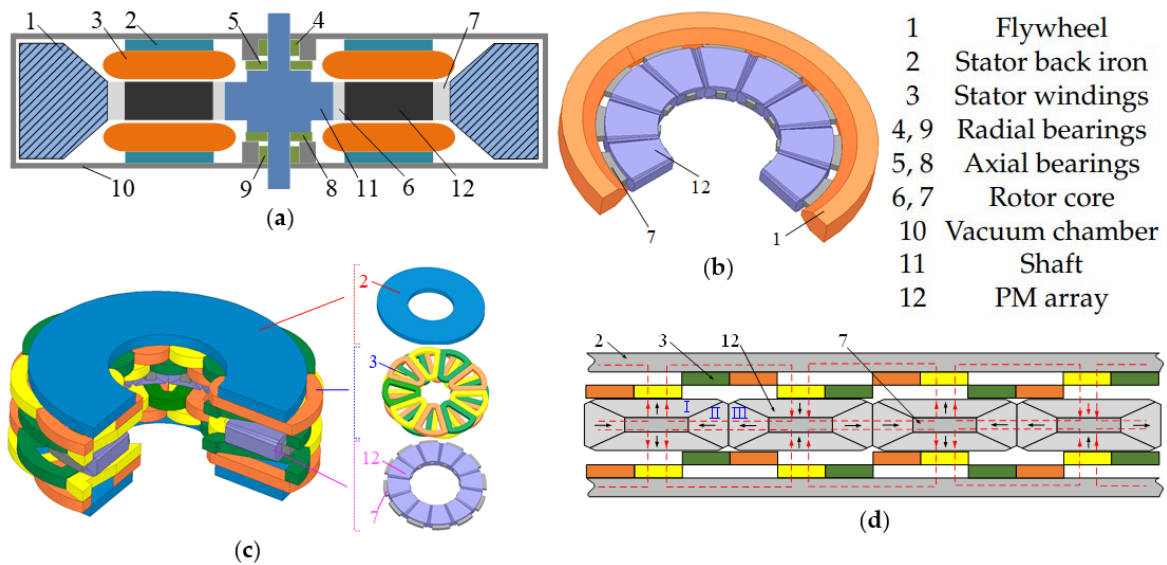 1 3 2 5 4 7
10 9 8 11 6 12
(a)
12
7
1
(b)
1 Flywheel
2 Stator back iron
3 Stator windings
4, 9 Radial bearings
5, 8 Axial bearings
6, 7 Rotor core
10 Vacuum chamber
11 Shaft
12 PM array
2
3
12
7
(c)
2 3 12 7
I II III
(d)